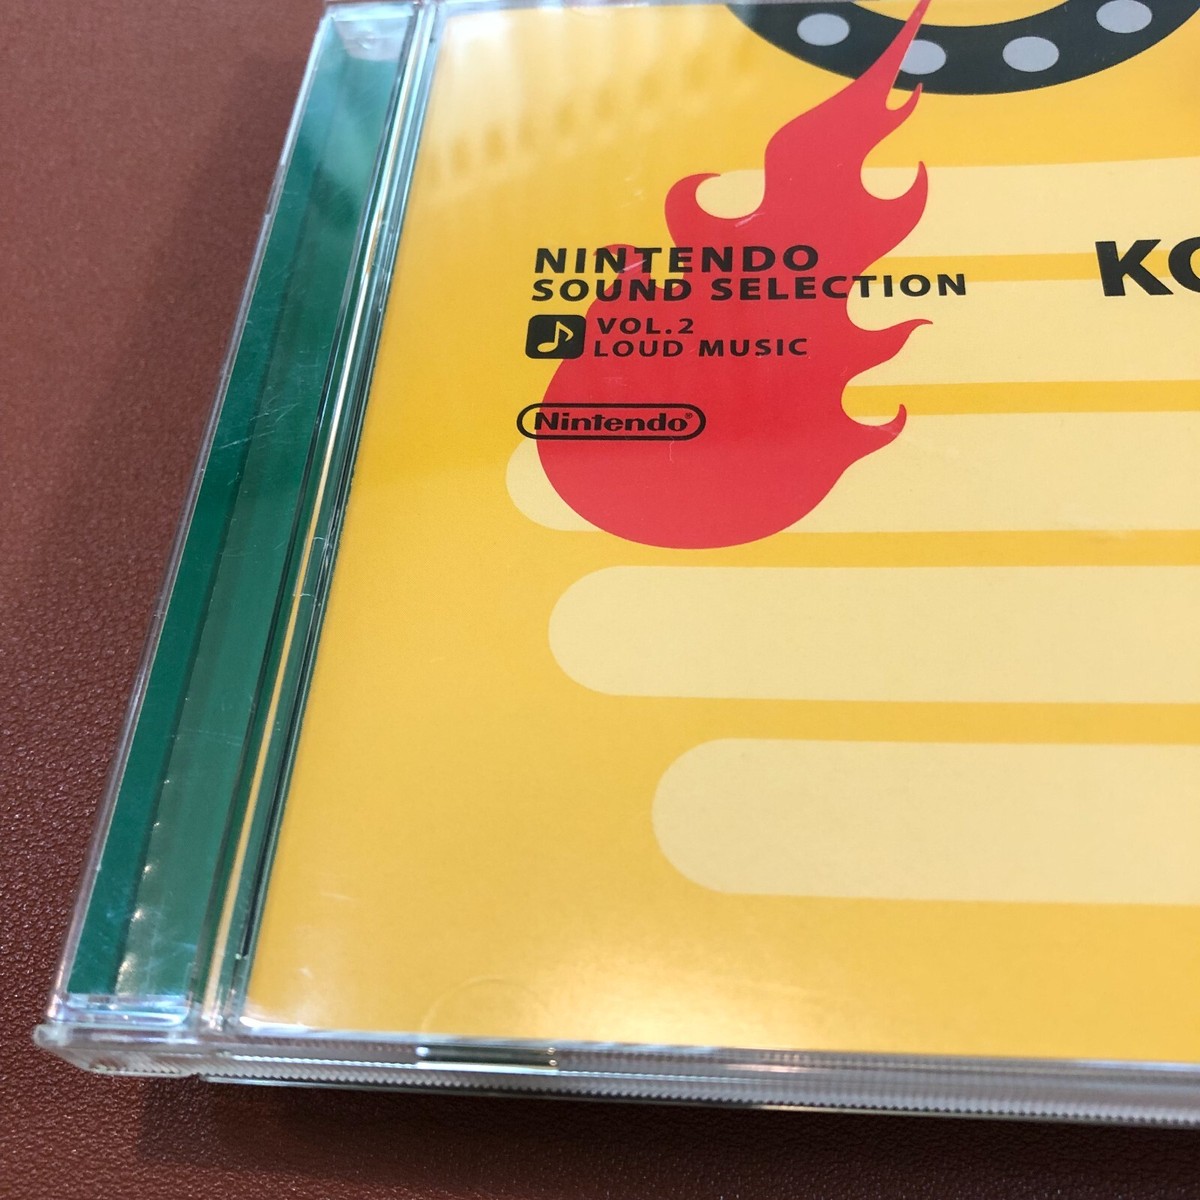 NINTENDO
SOUND SELECTION
VOL.2
LOUD MUSIC
Nintendo®